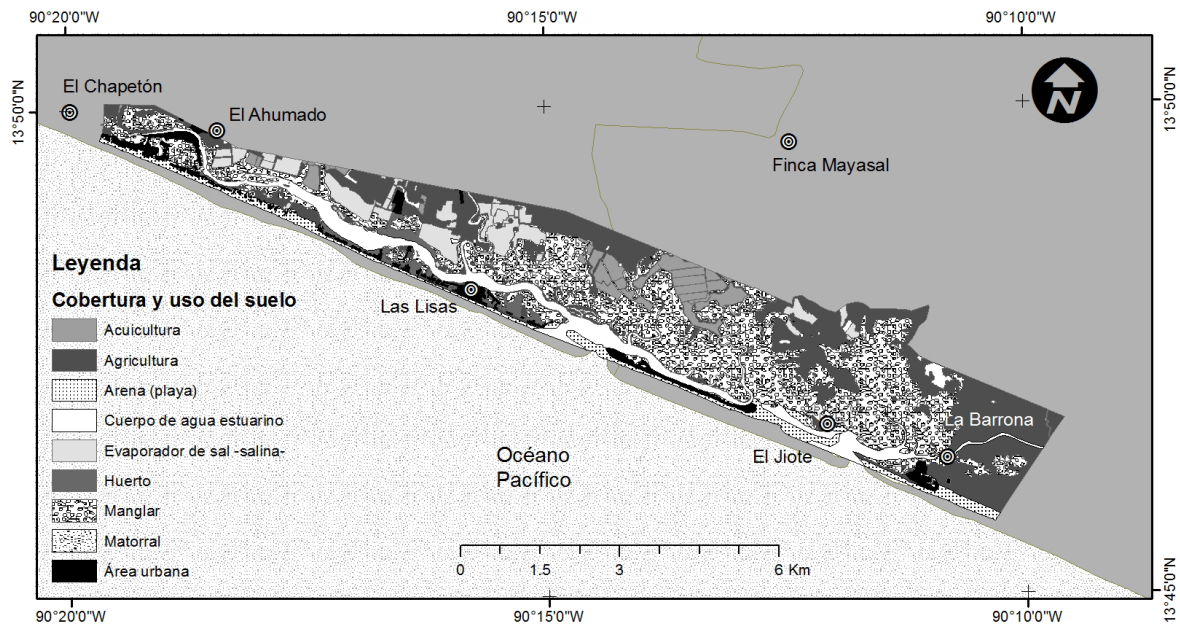 90°20'0"W 90°15'0"W 90°10'0"W
13°50'0"N
13°50'0"N
El Chapetón
El Ahumado
N
Finca Mayasal
Las Lisas
La Barrona
El Jiote
Océano
Pacífico
Leyenda
Cobertura y uso del suelo
Acuicultura
Agricultura
Arena (playa)
Cuerpo de agua estuarino
Evaporador de sal -salina-
Huerto
Manglar
Matorral
Área urbana
0 1.5 3 6 Km
13°45'0"N
90°20'0"W 90°15'0"W 90°10'0"W